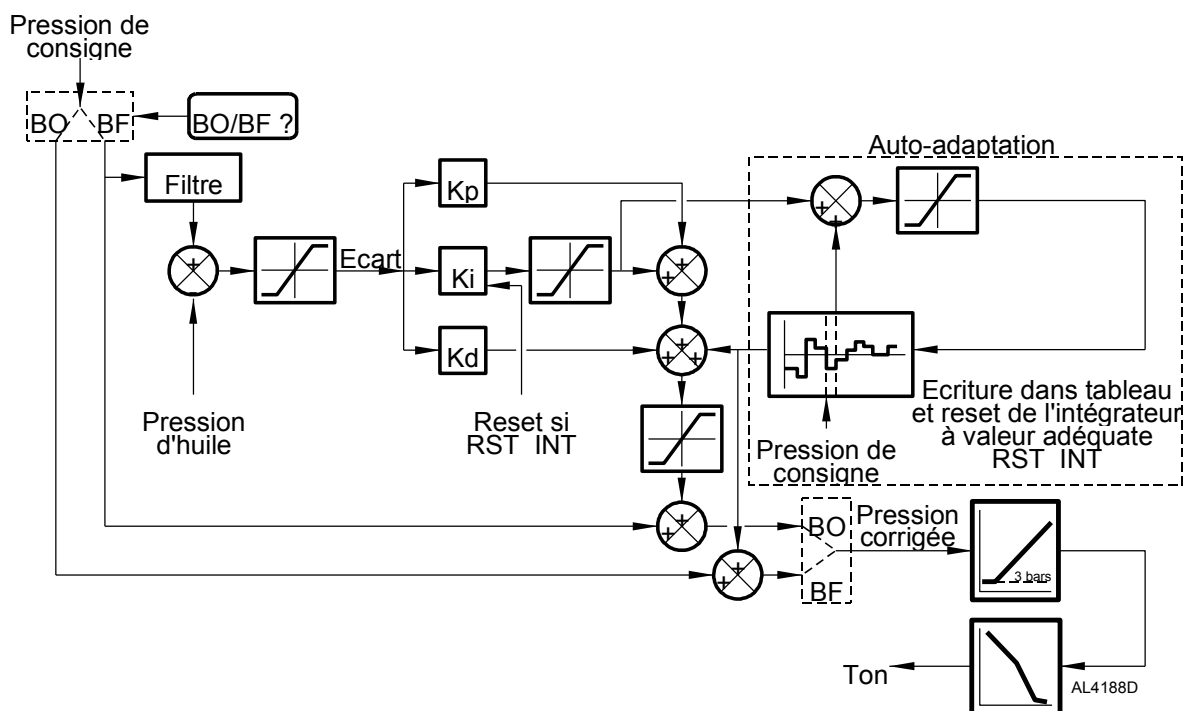 Pression de
consigne
BO BF
BO/BF ?
Filtre
Auto-adaptation
Kp
Ecart
Ki
Kd
Pression
d'huile
Reset si
RST INT
Ecriture dans tableau
et reset de l'intégrateur
à valeur adéquate
RST INT
Pression de
consigne
BO
BF
Pression
corrigée
3 bars
Ton
AL4188D